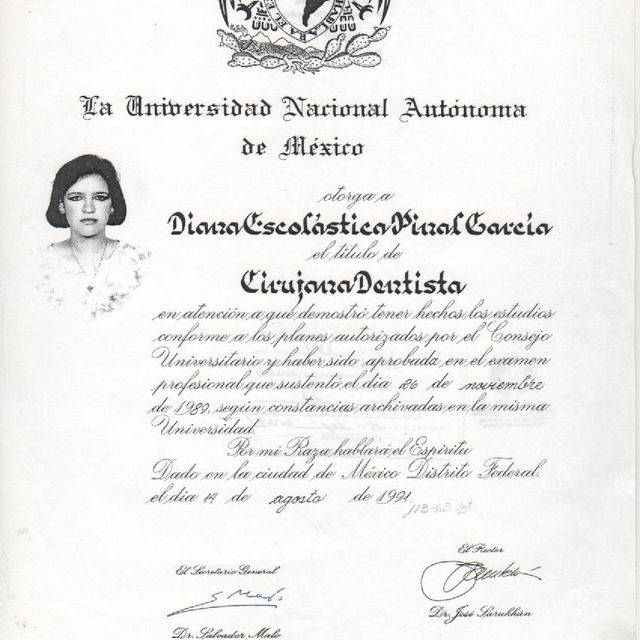 HABLARA EL E
La Universidad Nacional Autónoma
de México
otorga a
Diana Escolástica Pinal García
el título de
Cirujana Dentista
en atención a que demostró tener hechos los estudios
conforme a los planes autorizados por el Consejo
Universitario y haber sido aprobada en el examen
profesional que sustentó el día 26 de noviembre
de 1989, según constancias archivadas en la misma
Universidad.
Por mi Raza hablará el Espíritu
Dado en la ciudad de México Distrito Federal.
el día 14 de agosto de 1991.
El Rector
El Secretario General
Dr. José Sarukhán
Dr. Salvador Malo